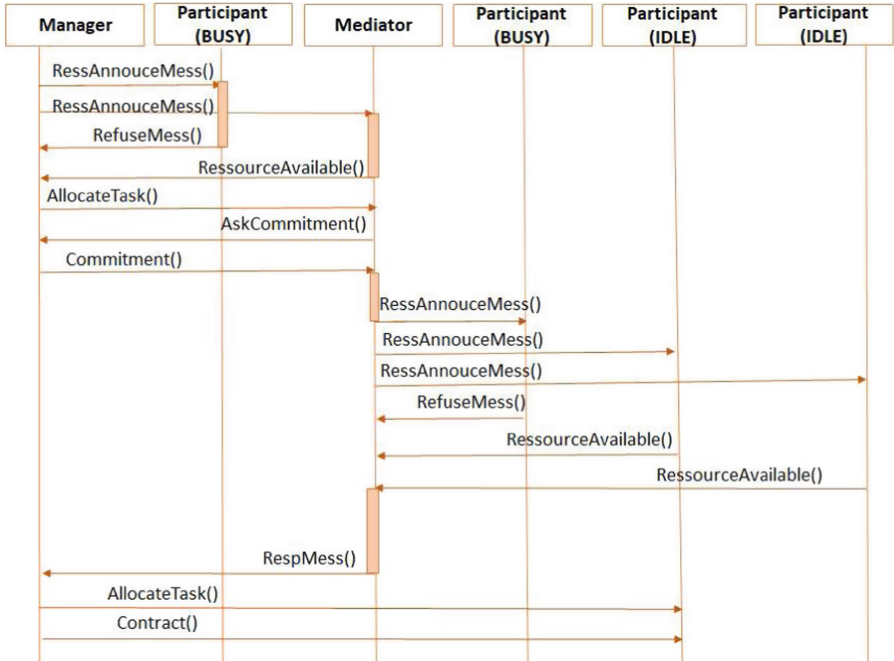 Manager
Participant
(BUSY)
Mediator
Participant
(BUSY)
Participant
(IDLE)
Participant
(IDLE)
RessAnnouceMess()
RessAnnouceMess()
RefuseMess()
RessourceAvailable()
AllocateTask()
AskCommitment()
Commitment()
RessAnnouceMess()
RessAnnouceMess()
RessAnnouceMess()
RefuseMess()
RessourceAvailable()
RessourceAvailable()
RespMess()
AllocateTask()
Contract()